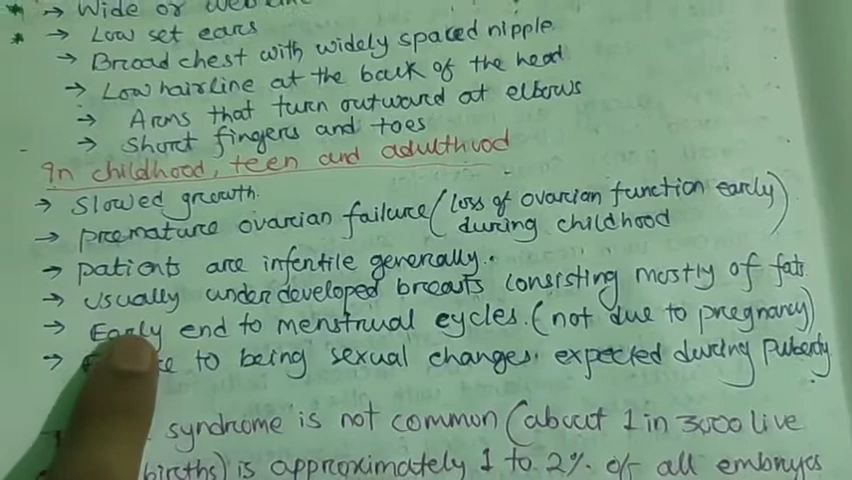 → Wide or web
→ Low set ears
→ Broad chest with widely spaced nipple.
→ Low hairline at the back of the head
→ Arms that turn outward at elbows
→ Short fingers and toes
In childhood, teen and adulthood
→ Slowed growth.
→ Premature ovarian failure (loss of ovarian function early
during childhood)
→ patients are infentile generally.
→ Usually underdeveloped breasts consisting mostly of fats.
→ Early end to menstrual cycles. (not due to pregnancy)
→ to being sexual changes. expected during puberty
syndrome is not common (about 1 in 3000 live
births) is approximately 1 to 2% of all embryos